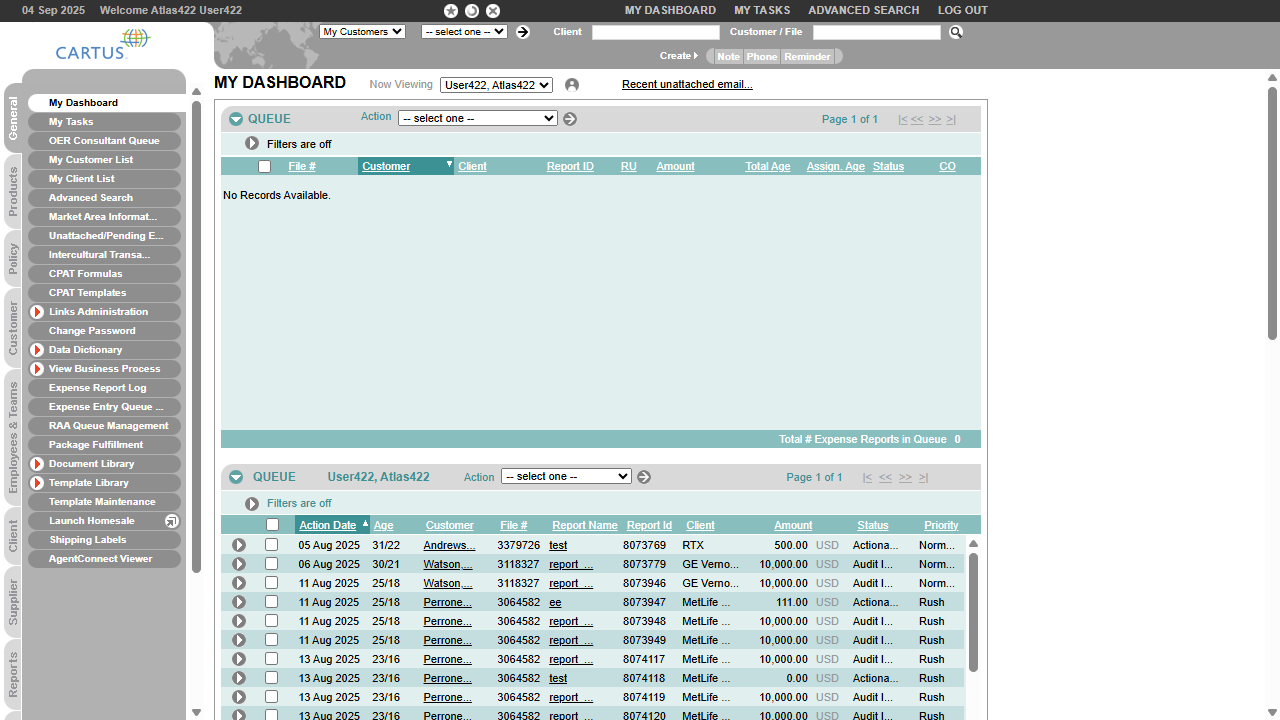 04 Sep 2025 Welcome Atlas422 User422 MY DASHBOARD MY TASKS ADVANCED SEARCH LOG OUT
CARTUS
My Customers -- select one -- Client Customer / File
Create Note Phone Reminder
MY DASHBOARD Now Viewing User422, Atlas422 Recent unattached email...
General
Products
Policy
Customer
Employees & Teams
Client
Supplier
Reports
My Dashboard
My Tasks
OER Consultant Queue
My Customer List
My Client List
Advanced Search
Market Area Informat...
Unattached/Pending E...
Intercultural Transa...
CPAT Formulas
CPAT Templates
Links Administration
Change Password
Data Dictionary
View Business Process
Expense Report Log
Expense Entry Queue ...
RAA Queue Management
Package Fulfillment
Document Library
Template Library
Template Maintenance
Launch Homesale
Shipping Labels
AgentConnect Viewer
QUEUE Action -- select one -- Page 1 of 1 |< << >> >|
Filters are off
File # Customer Client Report ID RU Amount Total Age Assign. Age Status CO
No Records Available.
Total # Expense Reports in Queue 0
QUEUE User422, Atlas422 Action -- select one -- Page 1 of 1 |< << >> >|
Filters are off
Action Date Age Customer File # Report Name Report Id Client Amount Status Priority
05 Aug 2025 31/22 Andrews... 3379726 test 8073769 RTX 500.00 USD Actiona... Norm...
06 Aug 2025 30/21 Watson,... 3118327 report_... 8073779 GE Verno... 10,000.00 USD Audit I... Norm...
11 Aug 2025 25/18 Watson,... 3118327 report_... 8073946 GE Verno... 10,000.00 USD Audit I... Norm...
11 Aug 2025 25/18 Perrone... 3064582 ee 8073947 MetLife ... 111.00 USD Actiona... Rush
11 Aug 2025 25/18 Perrone... 3064582 report_... 8073948 MetLife ... 10,000.00 USD Audit I... Rush
11 Aug 2025 25/18 Perrone... 3064582 report_... 8073949 MetLife ... 10,000.00 USD Audit I... Rush
13 Aug 2025 23/16 Perrone... 3064582 report_... 8074117 MetLife ... 10,000.00 USD Audit I... Rush
13 Aug 2025 23/16 Perrone... 3064582 test 8074118 MetLife ... 0.00 USD Actiona... Rush
13 Aug 2025 23/16 Perrone... 3064582 report_... 8074119 MetLife ... 10,000.00 USD Audit I... Rush
13 Aug 2025 23/16 Perrone... 3064582 report_... 8074120 MetLife ... 10,000.00 USD Audit I... Rush